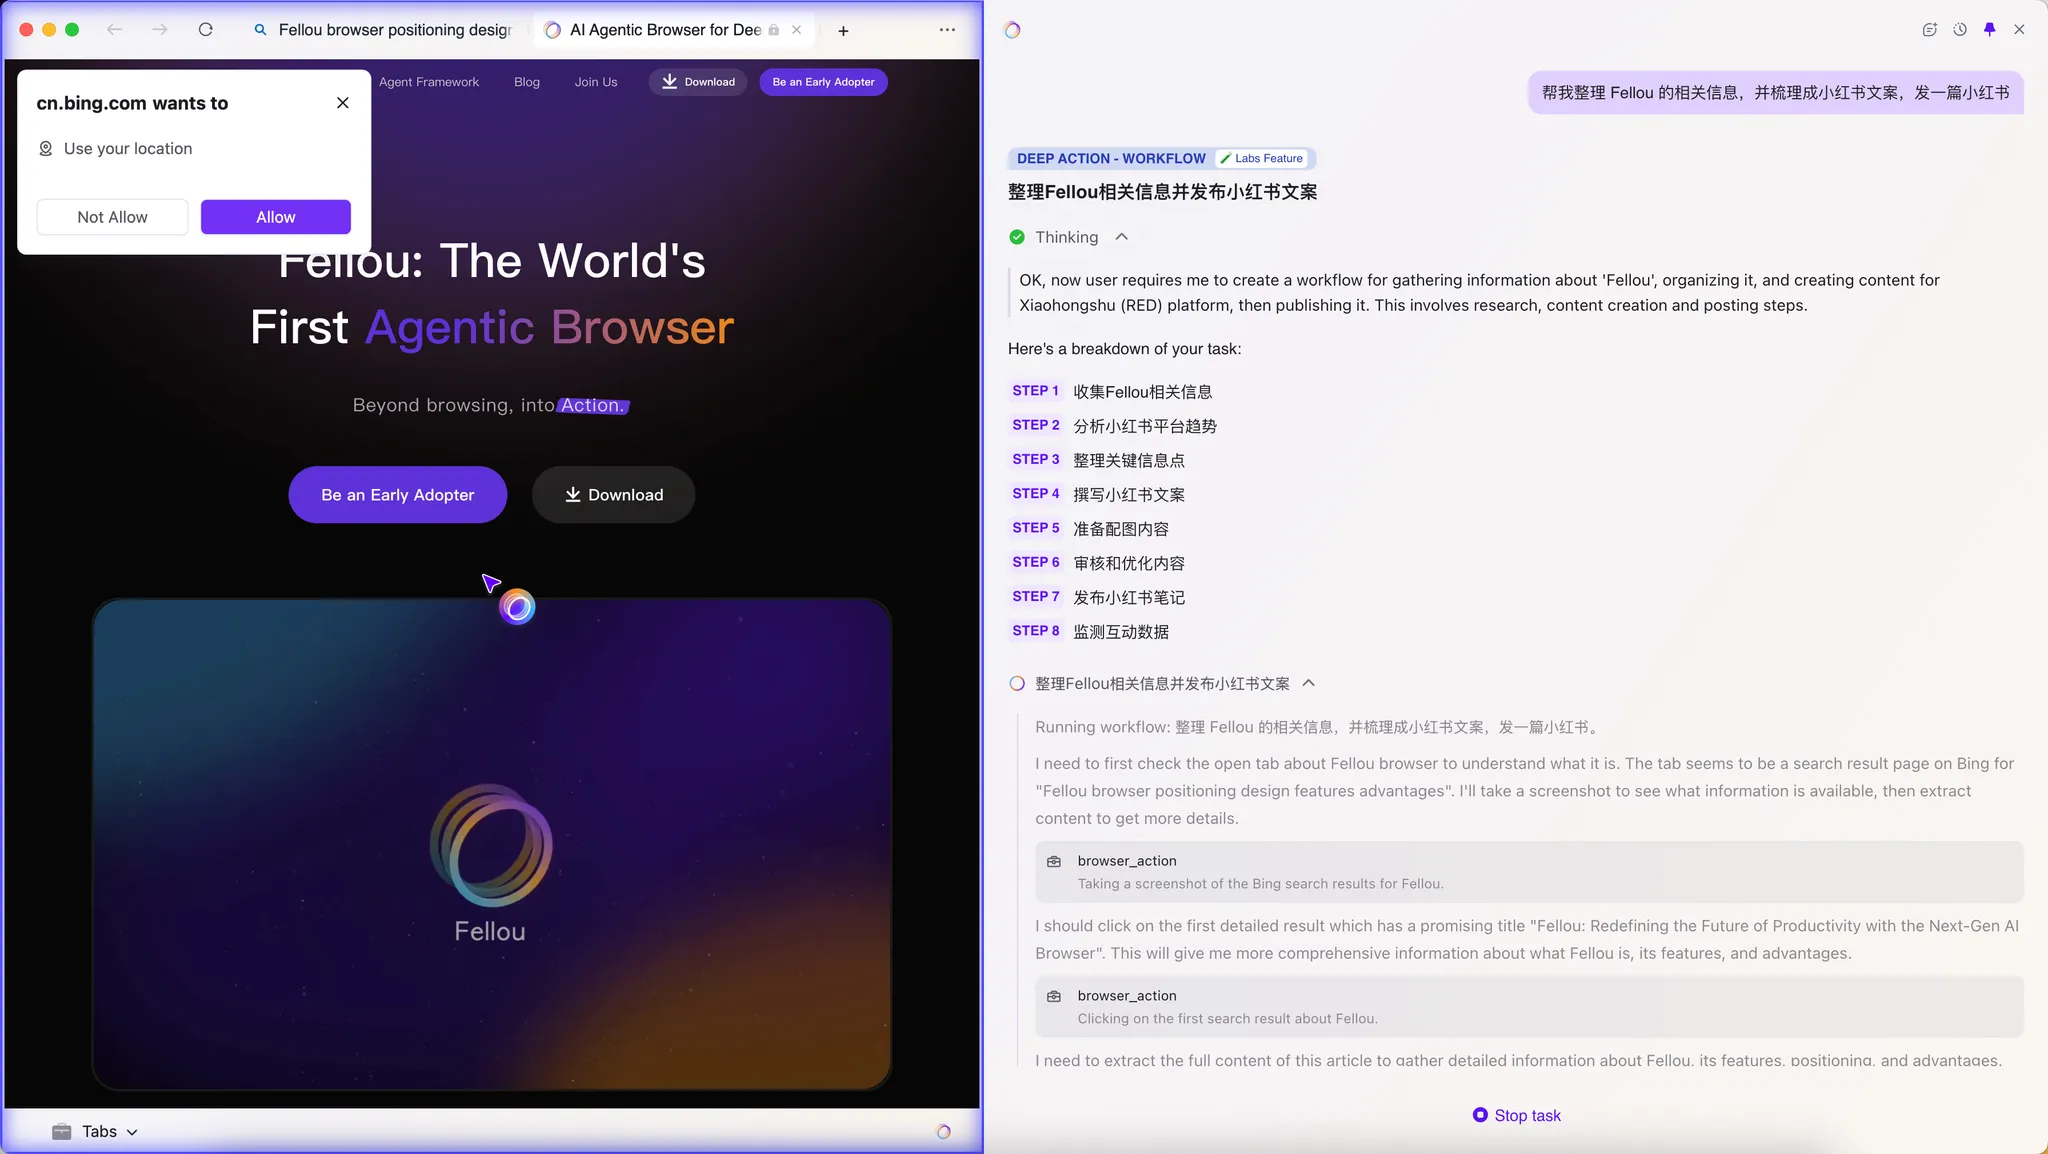 Fellou browser positioning desigr
AI Agentic Browser for Dee
cn.bing.com wants to
Use your location
Not Allow
Allow
Agent Framework
Blog
Join Us
Download
Be an Early Adopter
Fellou: The World's
First Agentic Browser
Beyond browsing, into Action.
Be an Early Adopter
Download
Fellou
Tabs
帮我整理 Fellou 的相关信息，并梳理成小红书文案，发一篇小红书
DEEP ACTION - WORKFLOW
Labs Feature
整理Fellou相关信息并发布小红书文案
Thinking
OK, now user requires me to create a workflow for gathering information about 'Fellou', organizing it, and creating content for
Xiaohongshu (RED) platform, then publishing it. This involves research, content creation and posting steps.
Here's a breakdown of your task:
STEP 1 收集Fellou相关信息
STEP 2 分析小红书平台趋势
STEP 3 整理关键信息点
STEP 4 撰写小红书文案
STEP 5 准备配图内容
STEP 6 审核和优化内容
STEP 7 发布小红书笔记
STEP 8 监测互动数据
整理Fellou相关信息并发布小红书文案
Running workflow: 整理 Fellou 的相关信息，并梳理成小红书文案，发一篇小红书。
I need to first check the open tab about Fellou browser to understand what it is. The tab seems to be a search result page on Bing for
"Fellou browser positioning design features advantages". I'll take a screenshot to see what information is available, then extract
content to get more details.
browser_action
Taking a screenshot of the Bing search results for Fellou.
I should click on the first detailed result which has a promising title "Fellou: Redefining the Future of Productivity with the Next-Gen AI
Browser". This will give me more comprehensive information about what Fellou is, its features, and advantages.
browser_action
Clicking on the first search result about Fellou.
I need to extract the full content of this article to gather detailed information about Fellou, its features, positioning, and advantages.
Stop task